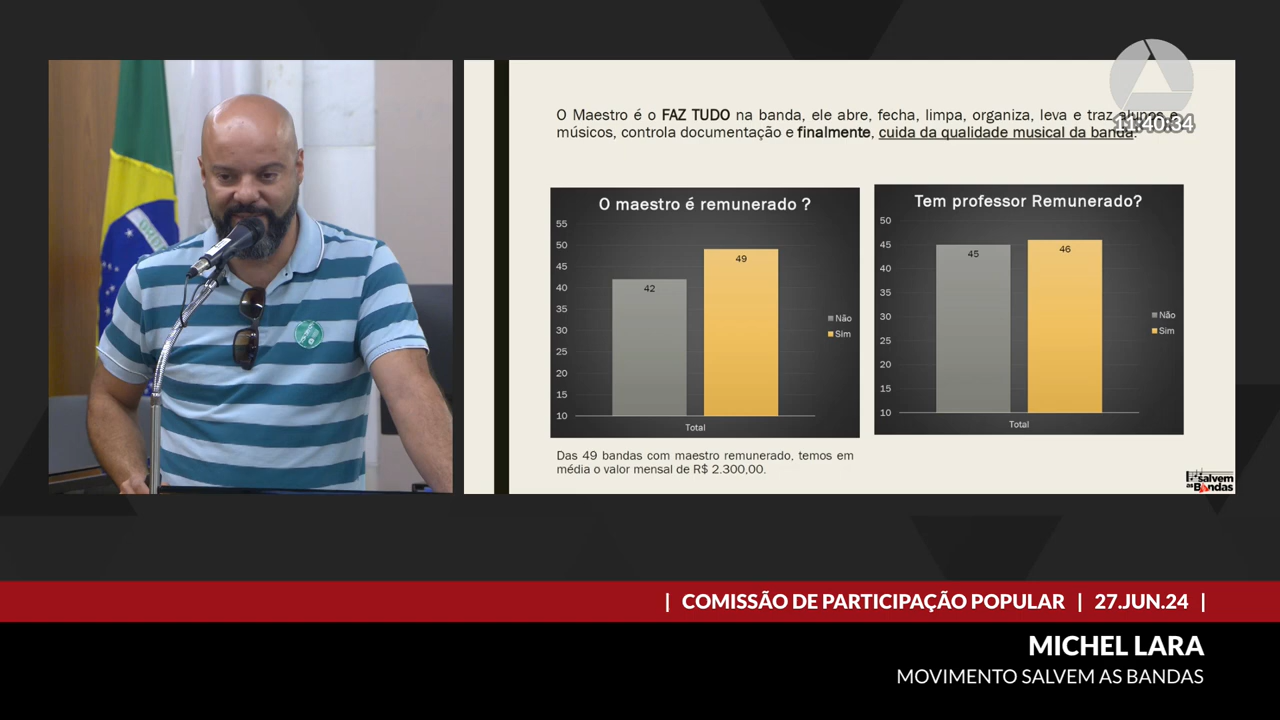 O Maestro é o FAZ TUDO na banda, ele abre, fecha, limpa, organiza, leva e traz alunos e
11:40:34
músicos, controla documentação e finalmente, cuida da qualidade musical da banda.
O maestro é remunerado ?
55
50
45
40
35
30
25
20
15
10
42
49
Não
Sim
Total
Tem professor Remunerado?
50
45
40
35
30
25
20
15
10
45
46
Não
Sim
Total
Das 49 bandas com maestro remunerado, temos em
média o valor mensal de R$ 2.300,00.
salvem
as Bandas
| COMISSÃO DE PARTICIPAÇÃO POPULAR | 27.JUN.24 |
MICHEL LARA
MOVIMENTO SALVEM AS BANDAS